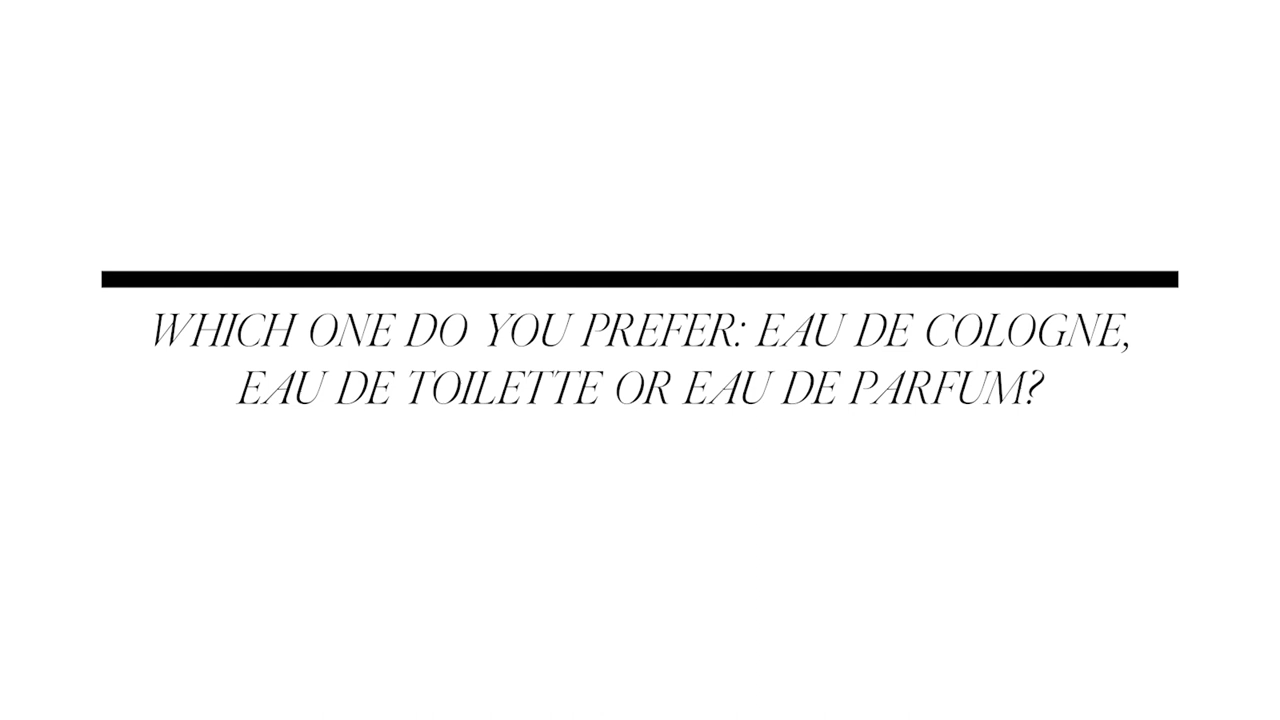 WHICH ONE DO YOU PREFER: EAU DE COLOGNE,
EAU DE TOILETTE OR EAU DE PARFUM?